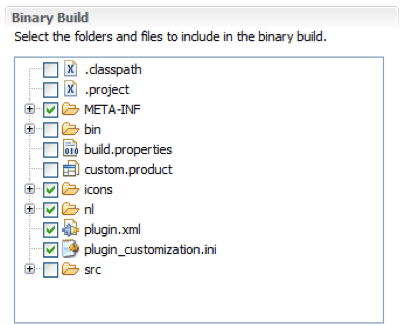 Binary Build
Select the folders and files to include in the binary build.
.classpath
.project
META-INF
bin
build.properties
custom.product
icons
nl
plugin.xml
plugin_customization.ini
src